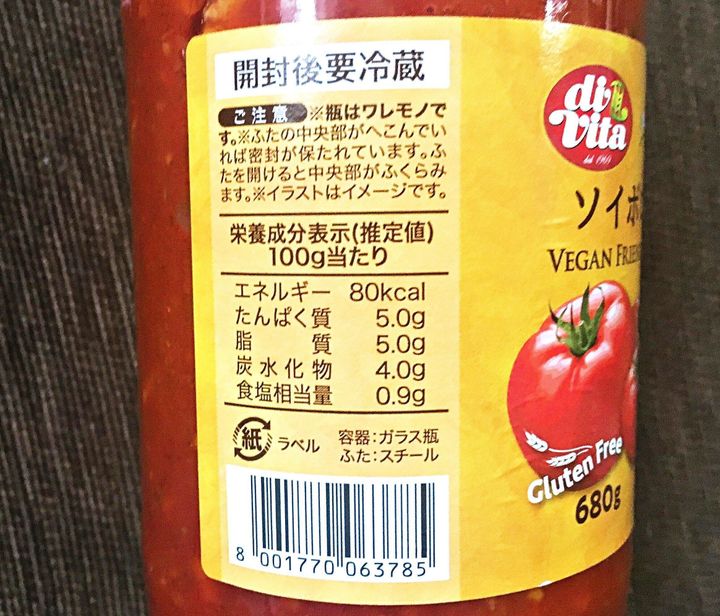 開封後要冷蔵
ご注意 ※瓶はワレモノで
す。※ふたの中央部がへこんでい
れば密封が保たれています。ふ
たを開けると中央部がふくらみ
ます。※イラストはイメージです。
栄養成分表示(推定値)
100g当たり
エネルギー 80kcal
たんぱく質 5.0g
脂質 5.0g
炭水化物 4.0g
食塩相当量 0.9g
紙 ラベル
容器:ガラス瓶
ふた:スチール
8 001770 063785
di Vita
ソイボ
VEGAN
Gluten Free
680g